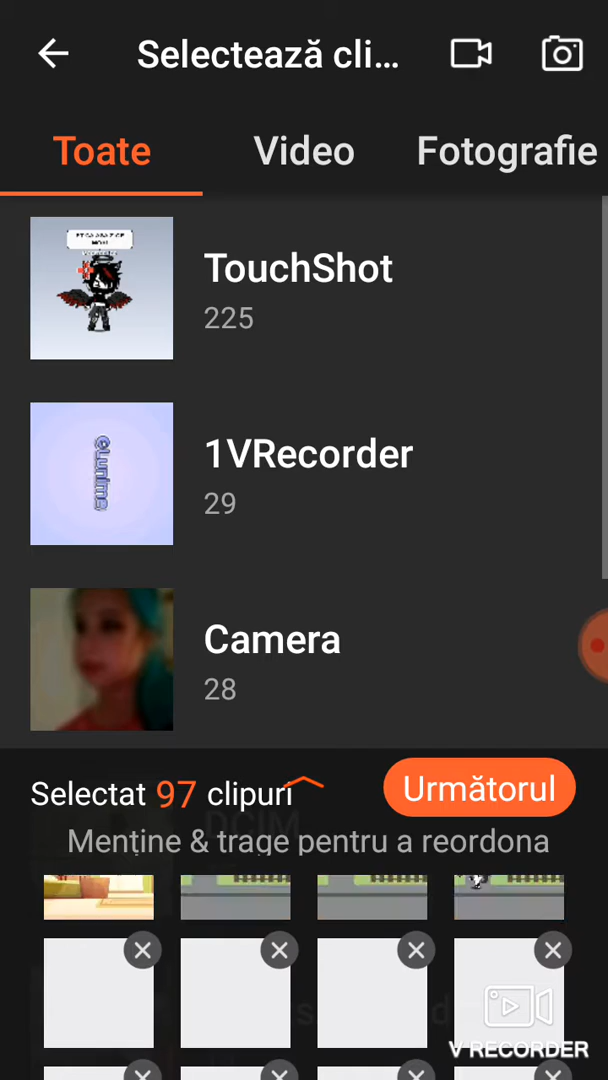 Selectează cli...
Toate
Video
Fotografie
TouchShot
225
1VRecorder
29
@Lunime
Camera
28
Selectat 97 clipuri
Următorul
Menține & trage pentru a reordona
V RECORDER